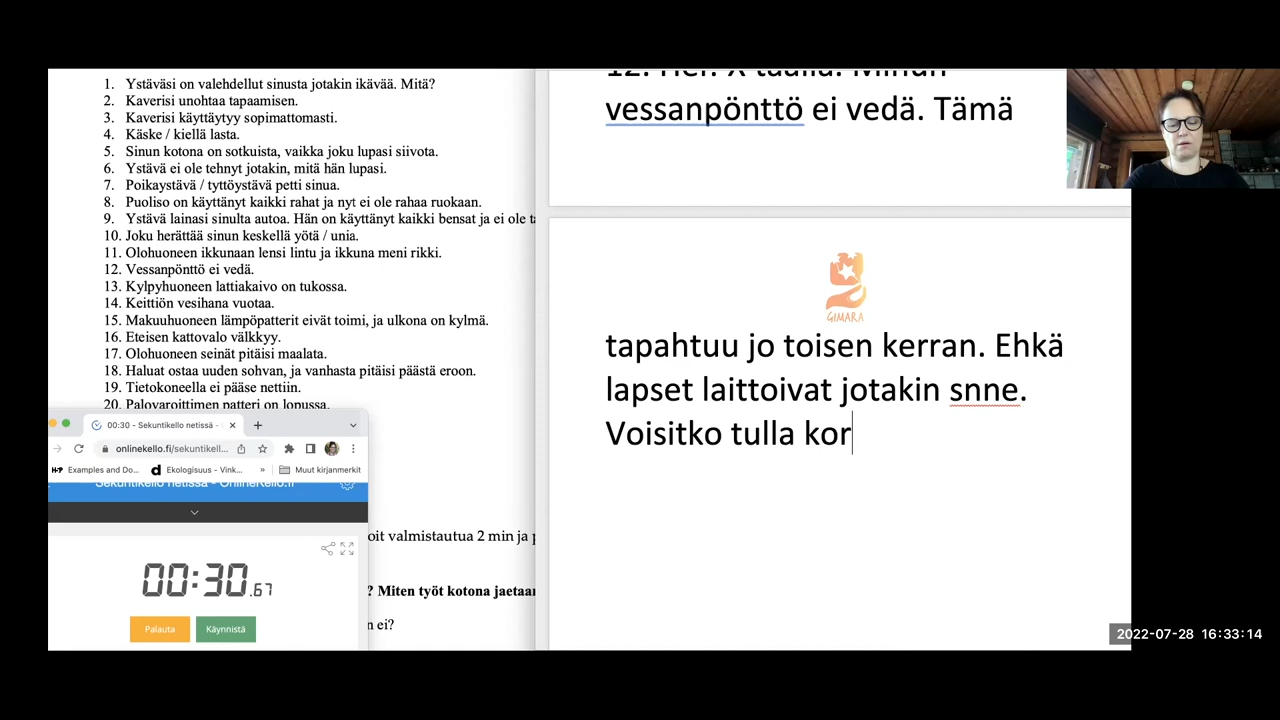 1. Ystäväsi on valehdellut sinusta jotakin ikävää. Mitä?
2. Kaverisi unohtaa tapaamisen.
3. Kaverisi käyttäytyy sopimattomasti.
4. Käske / kiellä lasta.
5. Sinun kotona on sotkuista, vaikka joku lupasi siivota.
6. Ystävä ei ole tehnyt jotakin, mitä hän lupasi.
7. Poikaystävä / tyttöystävä petti sinua.
8. Puoliso on käyttänyt kaikki rahat ja nyt ei ole rahaa ruokaan.
9. Ystävä lainasi sinulta autoa. Hän on käyttänyt kaikki bensat ja ei ole
10. Joku herättää sinun keskellä yötä / unia.
11. Olohuoneen ikkunaan lensi lintu ja ikkuna meni rikki.
12. Vessanpönttö ei vedä.
13. Kylpyhuoneen lattiakaivo on tukossa.
14. Keittiön vesihana vuotaa.
15. Makuuhuoneen lämpöpatterit eivät toimi, ja ulkona on kylmä.
16. Eteisen kattovalo välkkyy.
17. Olohuoneen seinät pitäisi maalata.
18. Haluat ostaa uuden sohvan, ja vanhasta pitäisi päästä eroon.
19. Tietokoneella ei pääse nettiin.
20. Palovaroittimen patteri on lopussa.
00:30 - Sekuntikello netissä -
onlinekello.fi/sekuntikell...
Examples and Do...
Ekologisuus - Vink...
»
Muut kirjanmerkit
Sekuntikello netissä - OnlineKello.fi
00:30.67
Palauta
Käynnistä
oit valmistautua 2 min ja p
? Miten työt kotona jaetaan
n ei?
vessanpönttö ei vedä. Tämä
GIMARA
tapahtuu jo toisen kerran. Ehkä
lapset laittoivat jotakin snne.
Voisitko tulla kor
2022-07-28 16:33:14